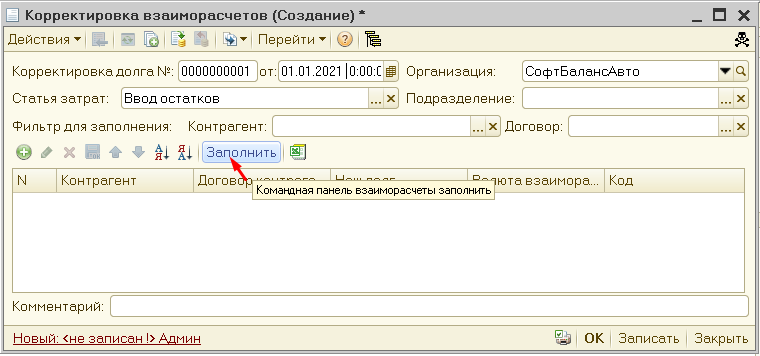 Корректировка взаиморасчетов (Создание) *
Действия Перейти
Корректировка долга №: 0000000001 от: 01.01.2021 0:00:0 Организация: СофтБалансАвто
Статья затрат: Ввод остатков Подразделение:
Фильтр для заполнения: Контрагент: Договор:
Заполнить
N Контрагент Договор Наш долг Валюта взаимора... Код
Командная панель взаиморасчеты заполнить
Комментарий:
Новый: <не записан !> Админ OK Записать Закрыть